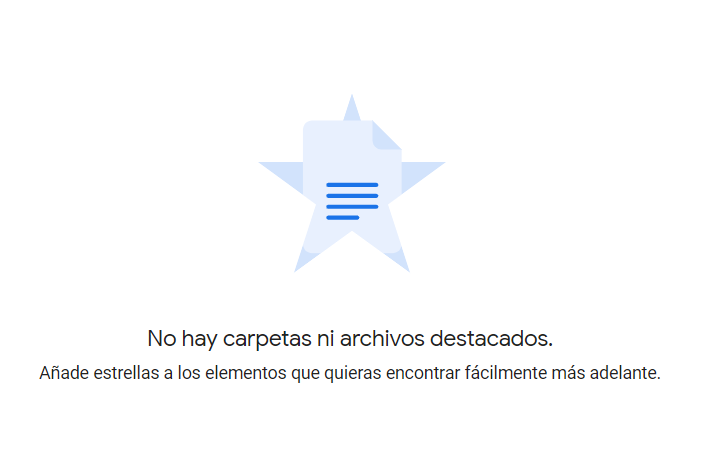 No hay carpetas ni archivos destacados.
Añade estrellas a los elementos que quieras encontrar fácilmente más adelante.